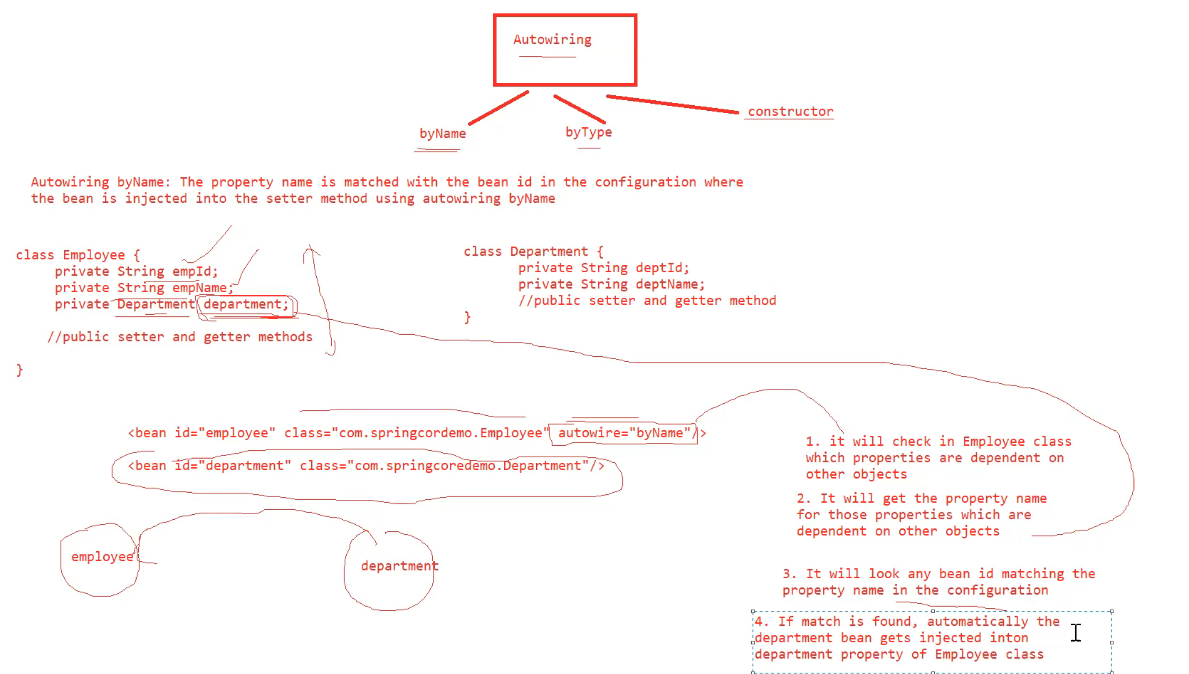 Autowiring
constructor
byName
byType
Autowiring byName: The property name is matched with the bean id in the configuration where
the bean is injected into the setter method using autowiring byName
class Employee {
private String empId;
private String empName;
private Department department;
//public setter and getter methods
}
class Department {
private String deptId;
private String deptName;
//public setter and getter method
}
<bean id="employee" class="com.springcordemo.Employee" autowire="byName"/>
<bean id="department" class="com.springcoredemo.Department"/>
employee
department
1. it will check in Employee class
which properties are dependent on
other objects
2. It will get the property name
for those properties which are
dependent on other objects
3. It will look any bean id matching the
property name in the configuration
4. If match is found, automatically the
department bean gets injected inton
department property of Employee class